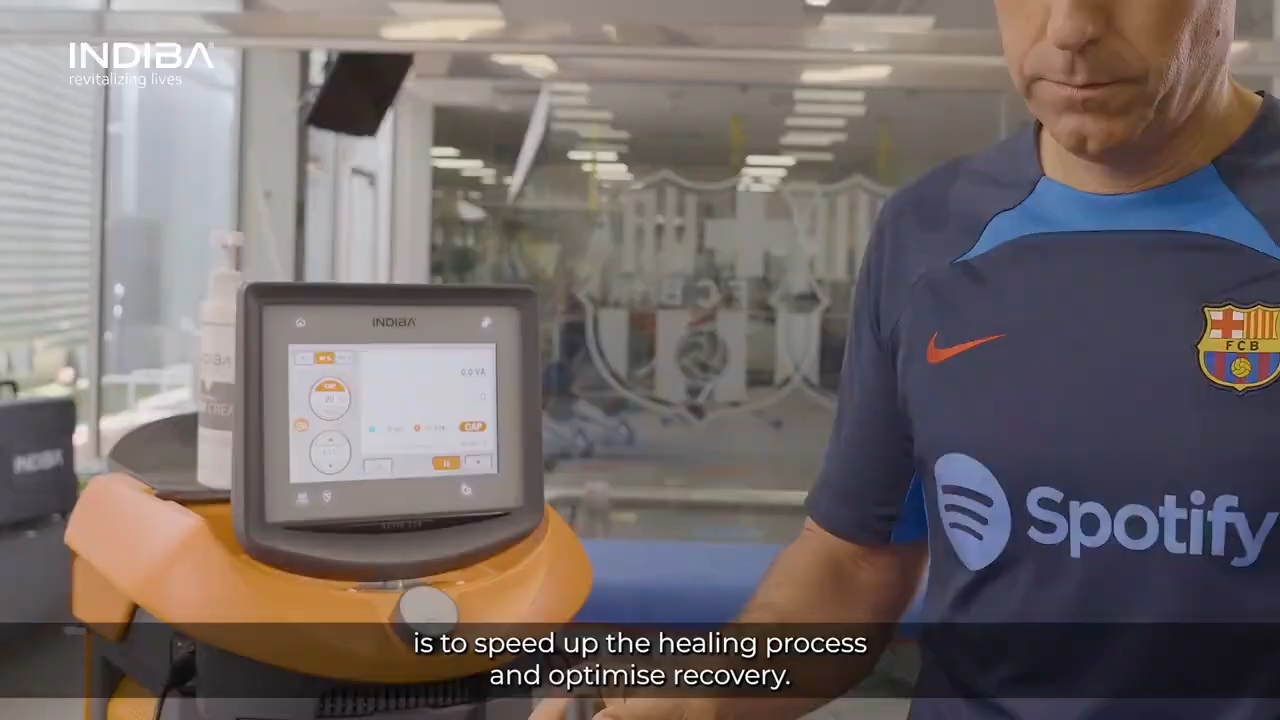 INDIBA
revitalizing lives
INDIBA
0.0 VA
CAP
CAP
INDIBA
FCB
Spotify
is to speed up the healing process
and optimise recovery.